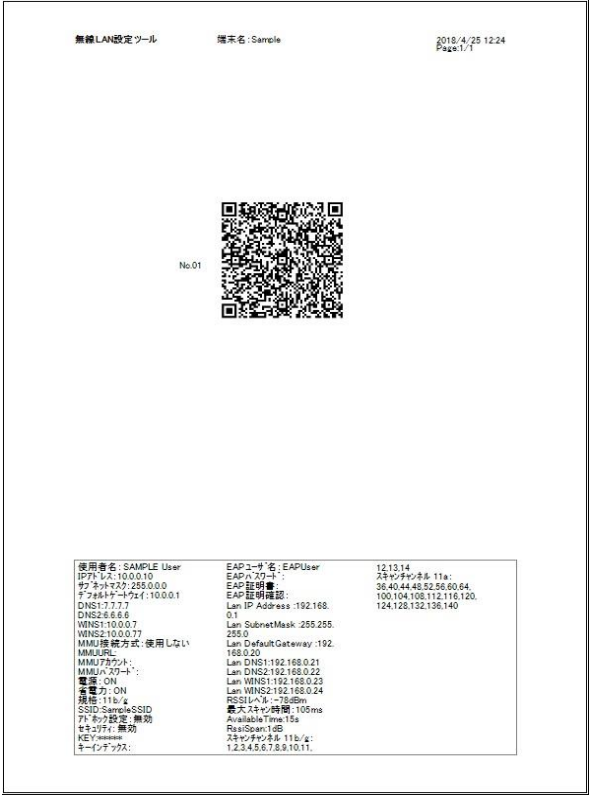 無線LAN設定ツール
端末名:Sample
2018/4/25 12:24
Page:1/1
No.01
使用者名:SAMPLE User
IPアドレス:10.0.0.10
サブネットマスク:255.0.0.0
デフォルトゲートウェイ:10.0.0.1
DNS1:7.7.7.7
DNS2:6.6.6.6
WINS1:10.0.0.7
WINS2:10.0.0.77
MMU接続方式:使用しない
MMUURL:
MMUアカウント:
MMUパスワード:
電源:ON
省電力:ON
規格:11b/g
SSID:SampleSSID
アドホック設定:無効
セキュリティ:無効
KEY:*****
キーインデックス:
EAPユーザ名:EAPUser
EAPパスワード:
EAP証明書:
EAP証明確認:
Lan IP Address :192.168.
0.1
Lan SubnetMask :255.255.
255.0
Lan DefaultGateway :192.
168.0.20
Lan DNS1:192.168.0.21
Lan DNS2:192.168.0.22
Lan WINS1:192.168.0.23
Lan WINS2:192.168.0.24
RSSIレベル:-78dBm
最大スキャン時間:105ms
AvailableTime:15s
RssiSpan:1dB
スキャンチャンネル 11b/g:
1,2,3,4,5,6,7,8,9,10,11,
12,13,14
スキャンチャンネル 11a:
36,40,44,48,52,56,60,64,
100,104,108,112,116,120,
124,128,132,136,140